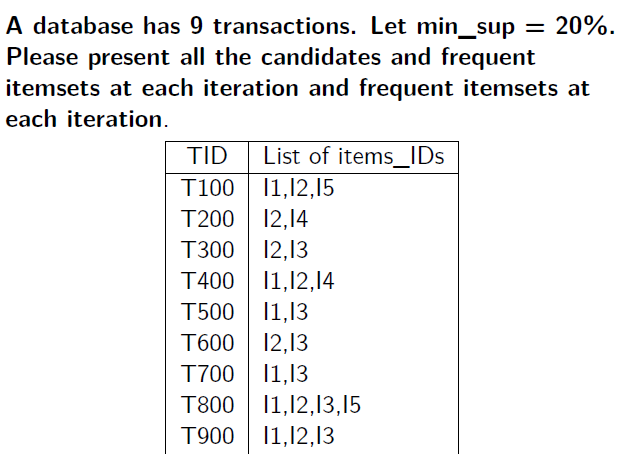 A database has 9 transactions. Let min_sup = 20%.
Please present all the candidates and frequent
itemsets at each iteration and frequent itemsets at
each iteration.
TID List of items_IDs
T100 I1,I2,I5
T200 I2,I4
T300 I2,I3
T400 I1,I2,I4
T500 I1,I3
T600 I2,I3
T700 I1,I3
T800 I1,I2,I3,I5
T900 I1,I2,I3